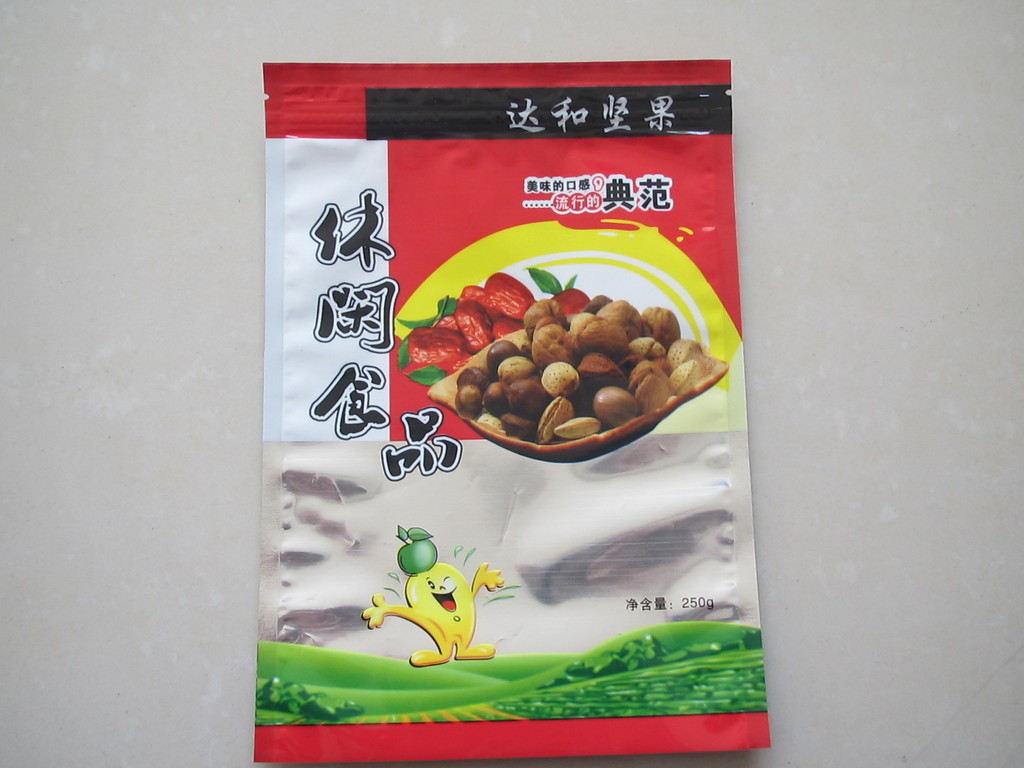 达和坚果
美味的口感，
......流行的典范
休闲食品
净含量：250g